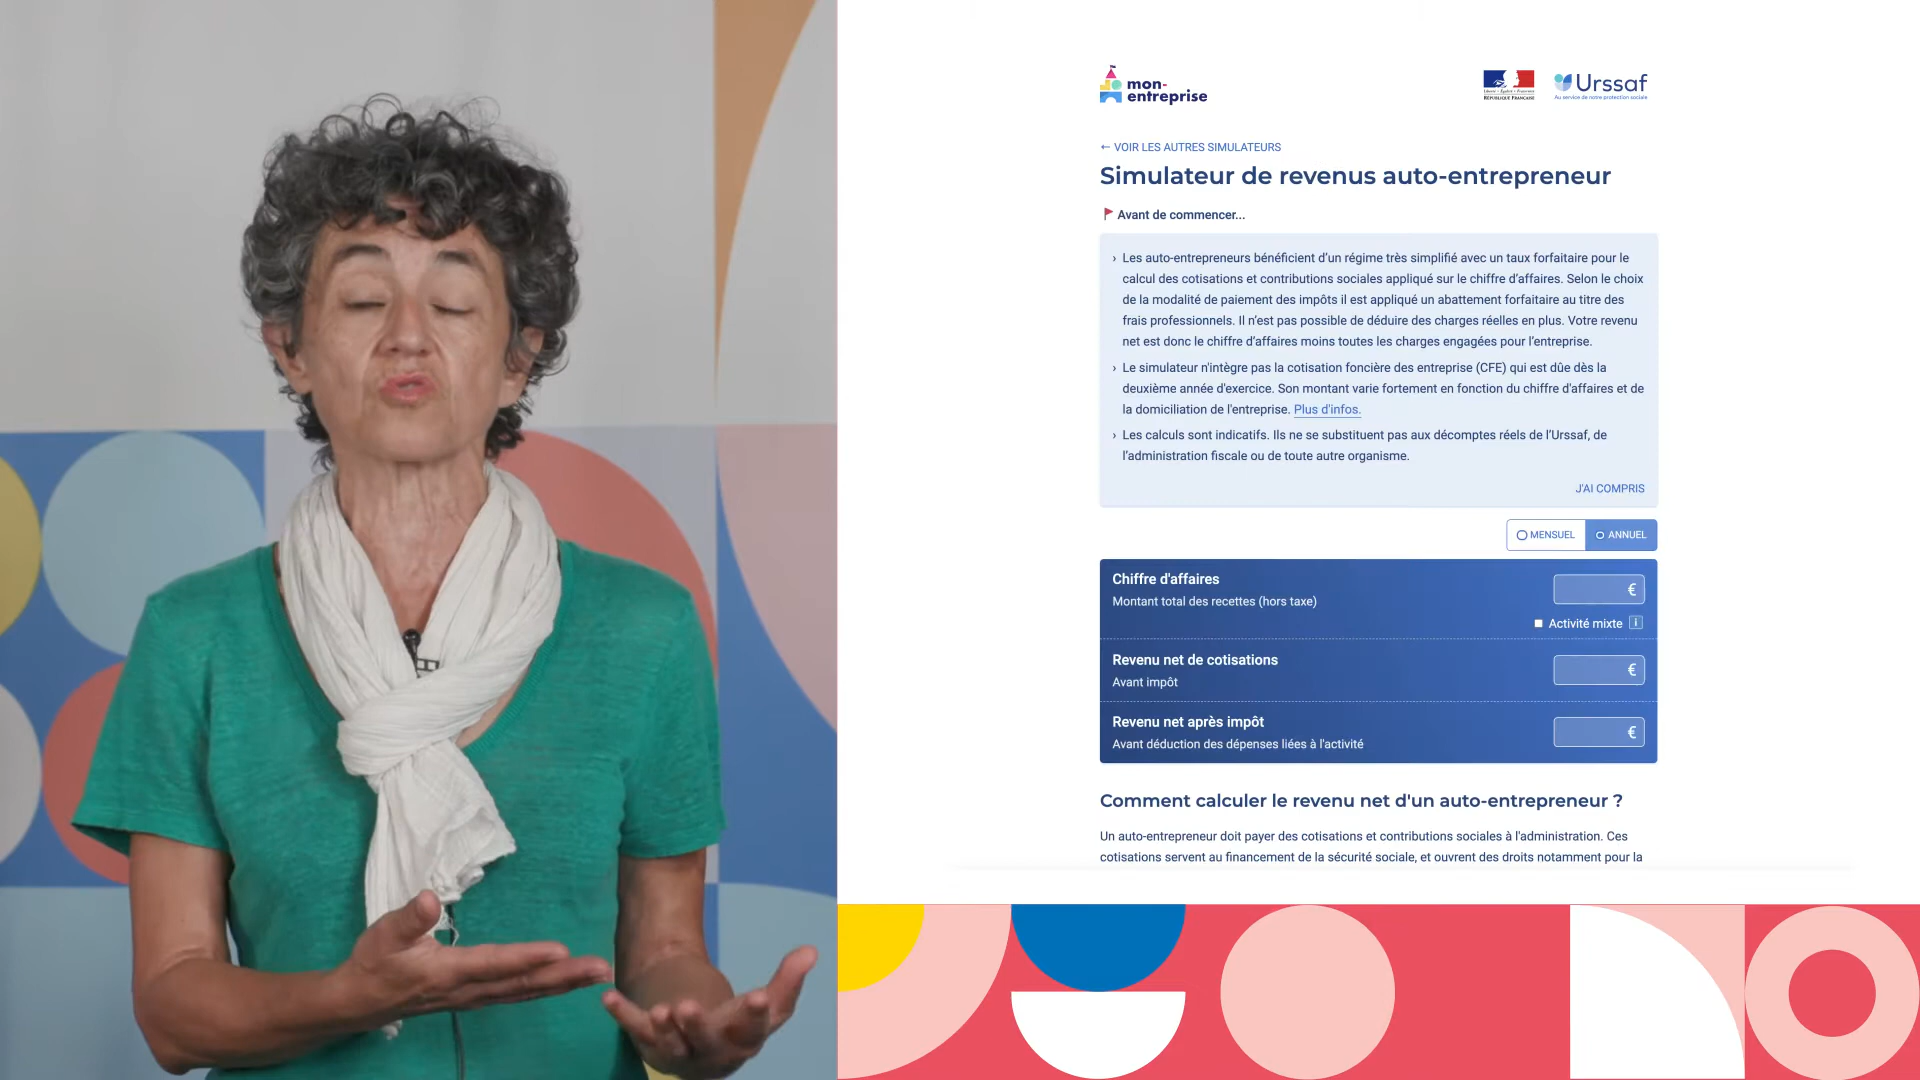 mon-
entreprise
RÉPUBLIQUE FRANÇAISE
Urssaf
Au service de notre protection sociale
← VOIR LES AUTRES SIMULATEURS
Simulateur de revenus auto-entrepreneur
Avant de commencer...
› Les auto-entrepreneurs bénéficient d’un régime très simplifié avec un taux forfaitaire pour le
calcul des cotisations et contributions sociales appliqué sur le chiffre d’affaires. Selon le choix
de la modalité de paiement des impôts il est appliqué un abattement forfaitaire au titre des
frais professionnels. Il n’est pas possible de déduire des charges réelles en plus. Votre revenu
net est donc le chiffre d’affaires moins toutes les charges engagées pour l’entreprise.
› Le simulateur n'intègre pas la cotisation foncière des entreprise (CFE) qui est dûe dès la
deuxième année d'exercice. Son montant varie fortement en fonction du chiffre d'affaires et de
la domiciliation de l'entreprise. Plus d'infos.
› Les calculs sont indicatifs. Ils ne se substituent pas aux décomptes réels de l’Urssaf, de
l’administration fiscale ou de toute autre organisme.
J'AI COMPRIS
MENSUEL ANNUEL
Chiffre d'affaires
€
Montant total des recettes (hors taxe)
Activité mixte i
Revenu net de cotisations
€
Avant impôt
Revenu net après impôt
€
Avant déduction des dépenses liées à l'activité
Comment calculer le revenu net d'un auto-entrepreneur ?
Un auto-entrepreneur doit payer des cotisations et contributions sociales à l'administration. Ces
cotisations servent au financement de la sécurité sociale, et ouvrent des droits notamment pour la